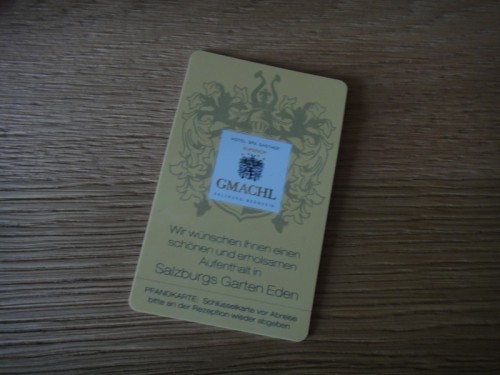 GMACHL
Wir wünschen Ihnen einen
schönen und erholsamen
Aufenthalt in
Salzburgs Garten Eden
PFANDKARTE: Schlüsselkarte vor Abreise
bitte an der Rezeption wieder abgeben